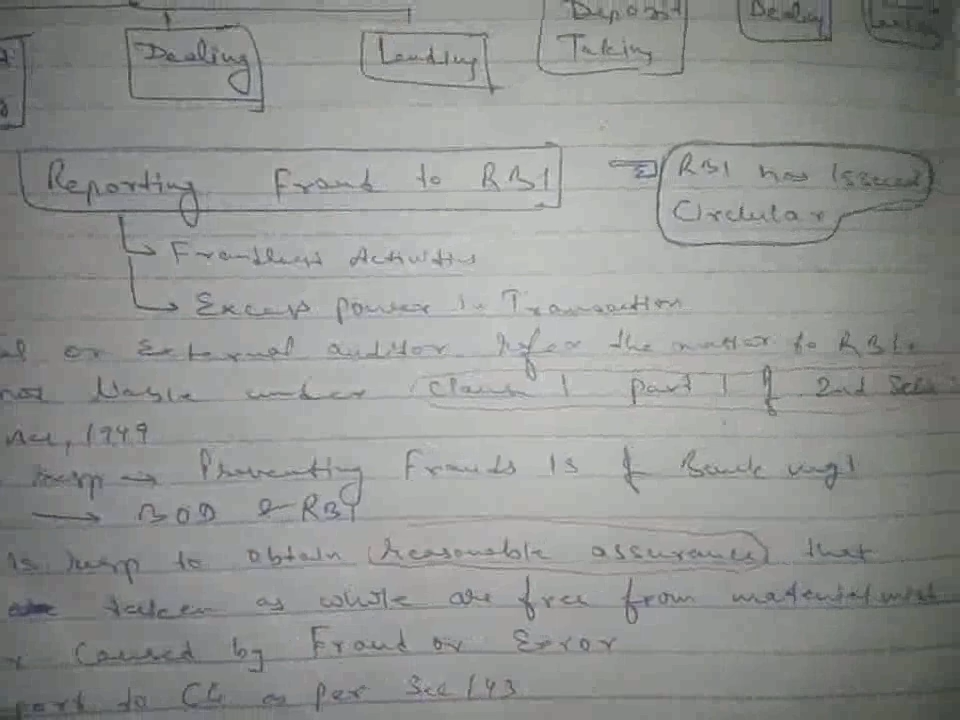 Deposit Dealing
Dealing Lending Taking
Reporting Fraud to RBI RBI has Issued
Circular
Fraudlent Activities
Excess power in Transaction
or External auditor refer the matter to RBI.
not liable under clause 1 part 1 of 2nd Sch
1949
resp → Preventing Frauds is of Bank mgt
→ BOD & RBI
Is resp to obtain reasonable assurance that
taken as whole are free from material mist
Caused by Fraud or Error
port to CG as per Sec 143